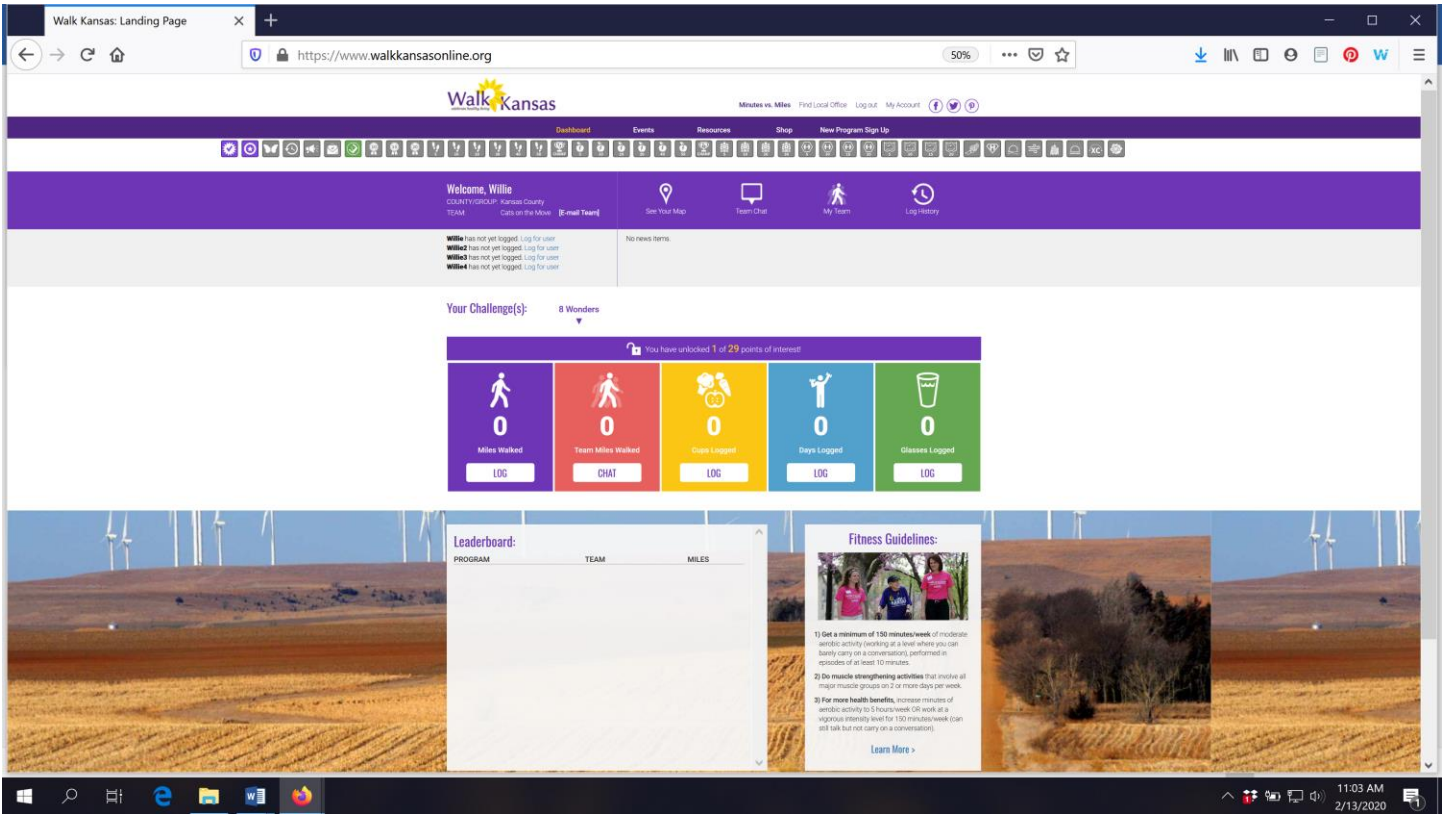 Walk Kansas: Landing Page
https://www.walkkansasonline.org
50%
Walk Kansas
celebrate healthy living
Minutes vs. Miles Find Local Office Log out My Account
Dashboard Events Resources Shop New Program Sign Up
Welcome, Willie
COUNTY/GROUP: Kansas County
TEAM: Cats on the Move [E-mail Team]
See Your Map Team Chat My Team Log History
Willie has not yet logged. Log for user
Willie2 has not yet logged. Log for user
Willie3 has not yet logged. Log for user
Willie4 has not yet logged. Log for user
No news items.
Your Challenge(s): 8 Wonders
You have unlocked 1 of 29 points of interest!
0 0 0 0 0
Miles Walked Team Miles Walked Cups Logged Days Logged Glasses Logged
LOG CHAT LOG LOG LOG
Leaderboard:
PROGRAM TEAM MILES
Fitness Guidelines:
1) Get a minimum of 150 minutes/week of moderate
aerobic activity (working at a level where you can
barely carry on a conversation), performed in
episodes of at least 10 minutes.
2) Do muscle strengthening activities that involve all
major muscle groups on 2 or more days per week.
3) For more health benefits, increase minutes of
aerobic activity to 5 hours/week OR work at a
vigorous intensity level for 150 minutes/week (can
still talk but not carry on a conversation).
Learn More >
11:03 AM
2/13/2020